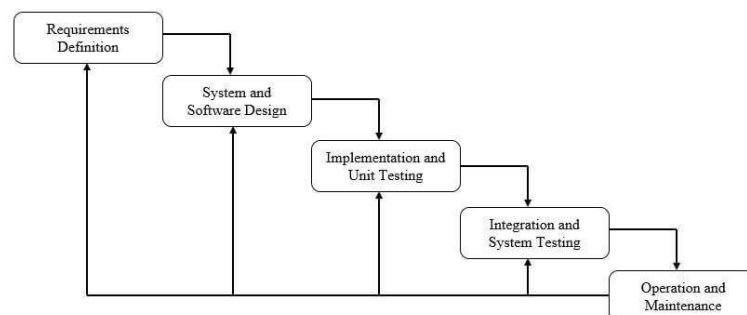 Requirements
Definition
System and
Software Design
Implementation and
Unit Testing
Integration and
System Testing
Operation and
Maintenance